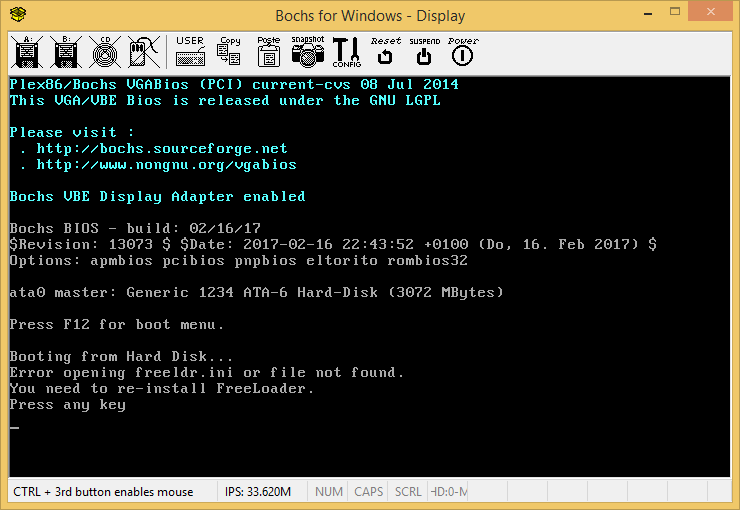 Bochs for Windows - Display
A: B: CD USER Copy Paste snapshot CONFIG Reset SUSPEND Power
Plex86/Bochs VGABios (PCI) current-cvs 08 Jul 2014
This VGA/VBE Bios is released under the GNU LGPL
Please visit :
. http://bochs.sourceforge.net
. http://www.nongnu.org/vgabios
Bochs VBE Display Adapter enabled
Bochs BIOS - build: 02/16/17
$Revision: 13073 $ $Date: 2017-02-16 22:43:52 +0100 (Do, 16. Feb 2017) $
Options: apmbios pcibios pnpbios eltorito rombios32
ata0 master: Generic 1234 ATA-6 Hard-Disk (3072 MBytes)
Press F12 for boot menu.
Booting from Hard Disk...
Error opening freeldr.ini or file not found.
You need to re-install FreeLoader.
Press any key
CTRL + 3rd button enables mouse IPS: 33.620M NUM CAPS SCRL HD:0-M